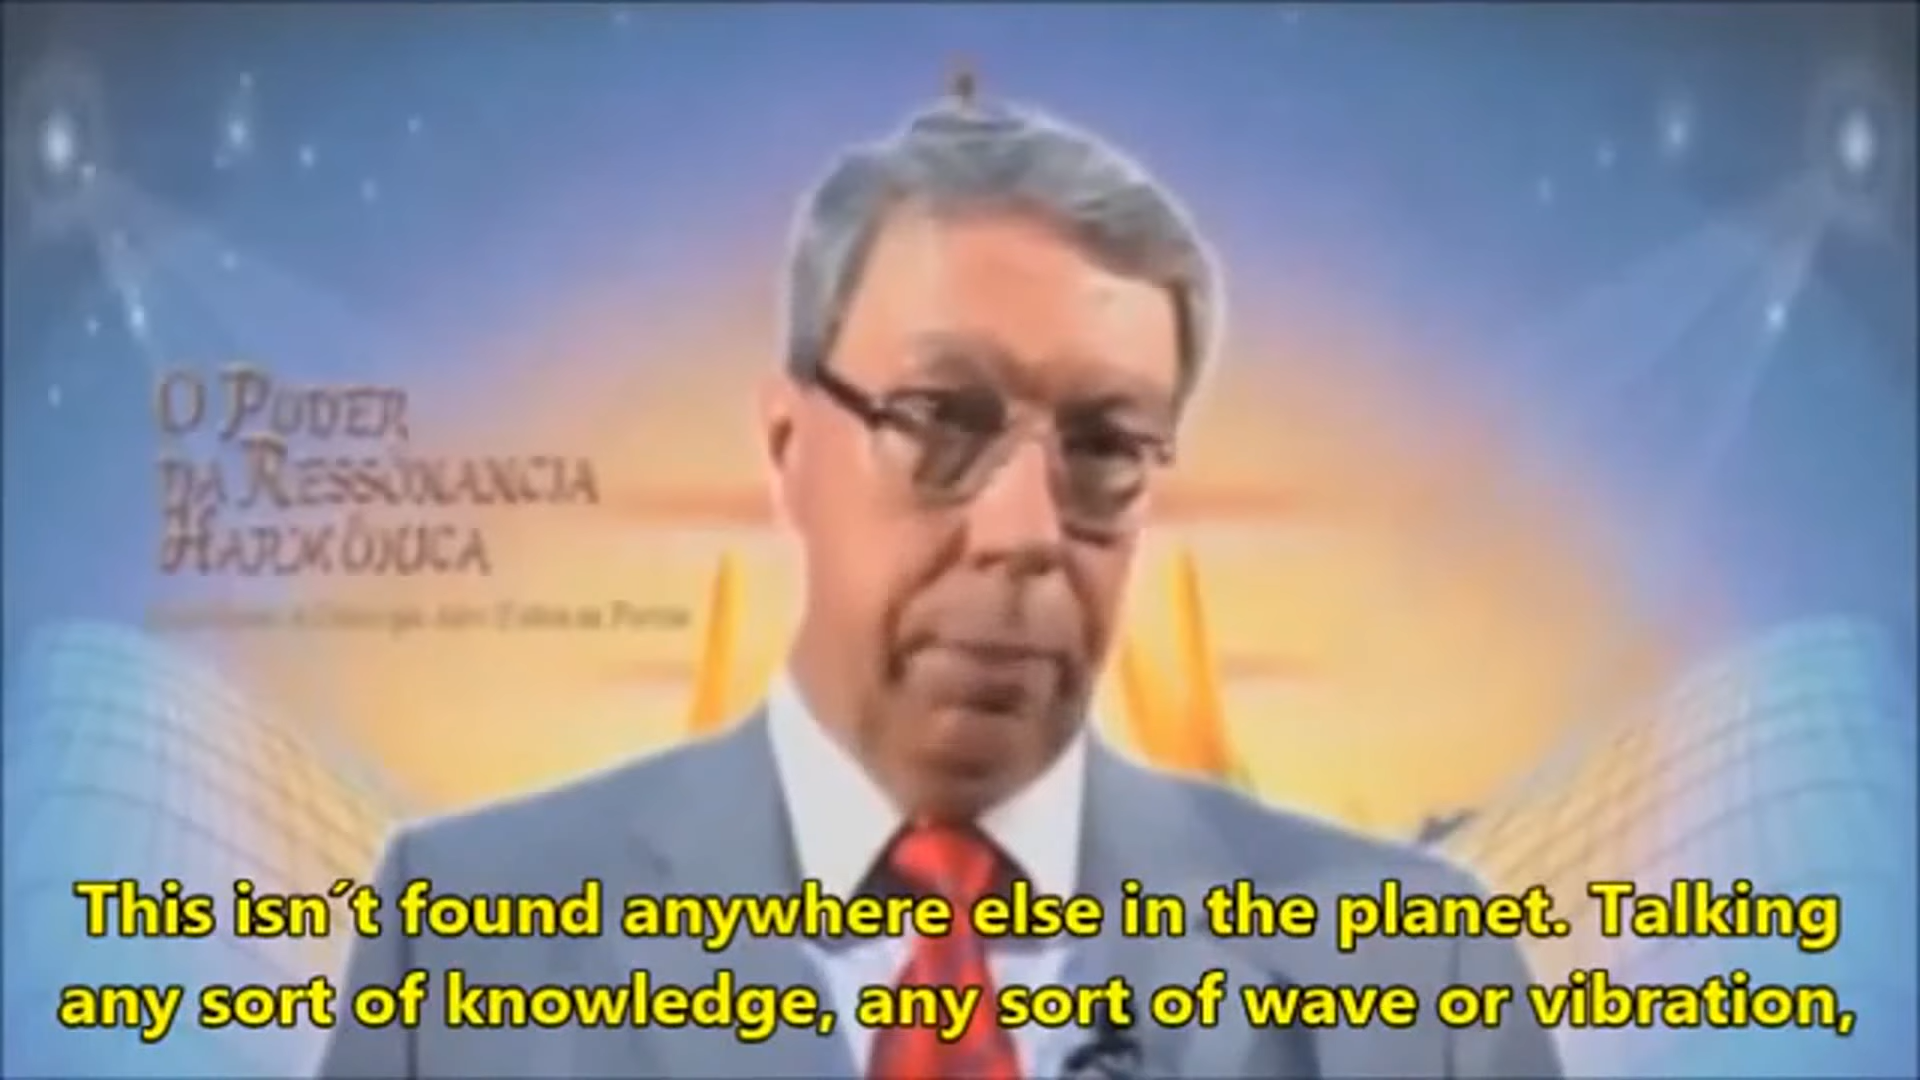 O PODER
DA RESSONANCIA
HARMÔNICA
This isn´t found anywhere else in the planet. Talking
any sort of knowledge, any sort of wave or vibration,